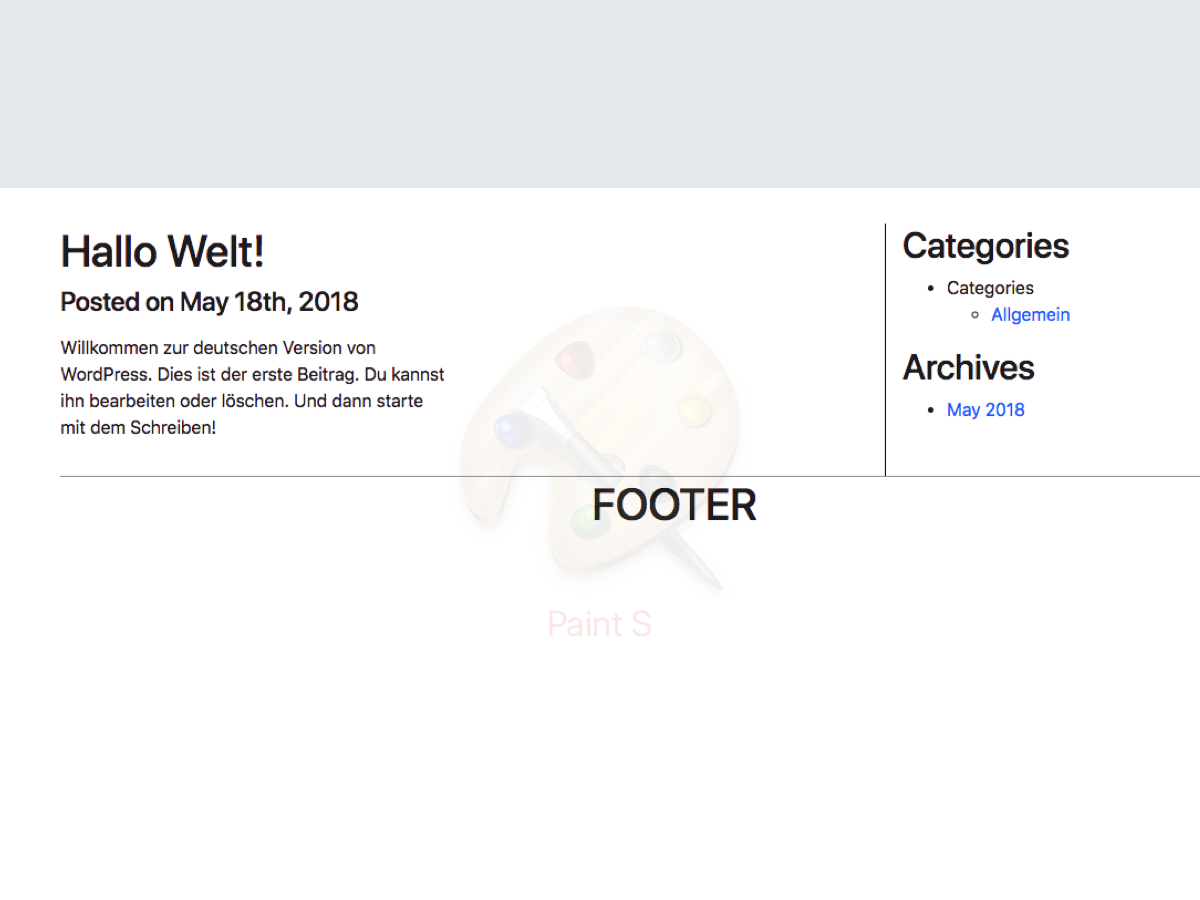 Hallo Welt!
Posted on May 18th, 2018
Willkommen zur deutschen Version von
WordPress. Dies ist der erste Beitrag. Du kannst
ihn bearbeiten oder löschen. Und dann starte
mit dem Schreiben!
Categories
Categories
Allgemein
Archives
May 2018
FOOTER
Paint S